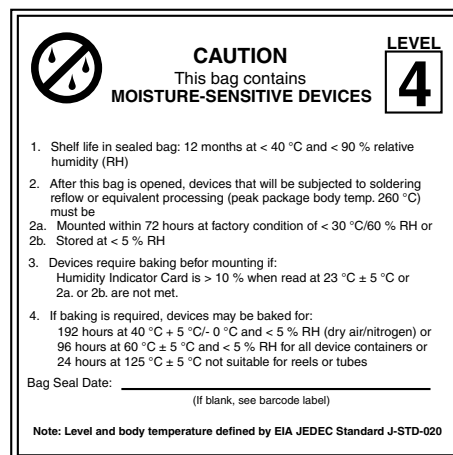 CAUTION
This bag contains
MOISTURE-SENSITIVE DEVICES
LEVEL
4
1. Shelf life in sealed bag: 12 months at < 40 °C and < 90 % relative
humidity (RH)
2. After this bag is opened, devices that will be subjected to soldering
reflow or equivalent processing (peak package body temp. 260 °C)
must be
2a. Mounted within 72 hours at factory condition of < 30 °C/60 % RH or
2b. Stored at < 5 % RH
3. Devices require baking befor mounting if:
Humidity Indicator Card is > 10 % when read at 23 °C ± 5 °C or
2a. or 2b. are not met.
4. If baking is required, devices may be baked for:
192 hours at 40 °C + 5 °C/- 0 °C and < 5 % RH (dry air/nitrogen) or
96 hours at 60 °C ± 5 °C and < 5 % RH for all device containers or
24 hours at 125 °C ± 5 °C not suitable for reels or tubes
Bag Seal Date:
(If blank, see barcode label)
Note: Level and body temperature defined by EIA JEDEC Standard J-STD-020